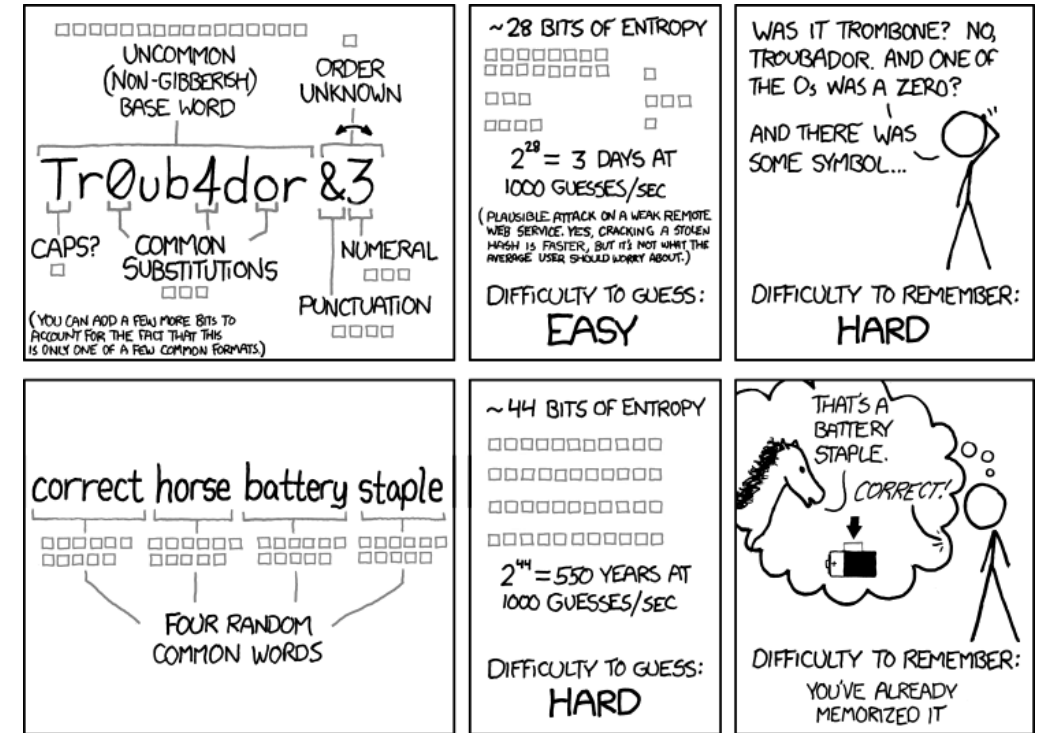 UNCOMMON
(NON-GIBBERISH)
BASE WORD
ORDER
UNKNOWN
Tr0ub4dor &3
CAPS?
COMMON
SUBSTITUTIONS
NUMERAL
PUNCTUATION
(YOU CAN ADD A FEW MORE BITS TO
ACCOUNT FOR THE FACT THAT THIS
IS ONLY ONE OF A FEW COMMON FORMATS.)
~28 BITS OF ENTROPY
2^28 = 3 DAYS AT
1000 GUESSES/SEC
(PLAUSIBLE ATTACK ON A WEAK REMOTE
WEB SERVICE. YES, CRACKING A STOLEN
HASH IS FASTER, BUT IT'S NOT WHAT THE
AVERAGE USER SHOULD WORRY ABOUT.)
DIFFICULTY TO GUESS:
EASY
WAS IT TROMBONE? NO,
TROUBADOR. AND ONE OF
THE Os WAS A ZERO?
AND THERE WAS
SOME SYMBOL...
DIFFICULTY TO REMEMBER:
HARD
correct horse battery staple
FOUR RANDOM
COMMON WORDS
~44 BITS OF ENTROPY
2^44 = 550 YEARS AT
1000 GUESSES/SEC
DIFFICULTY TO GUESS:
HARD
THAT'S A
BATTERY
STAPLE.
CORRECT!
+
DIFFICULTY TO REMEMBER:
YOU'VE ALREADY
MEMORIZED IT